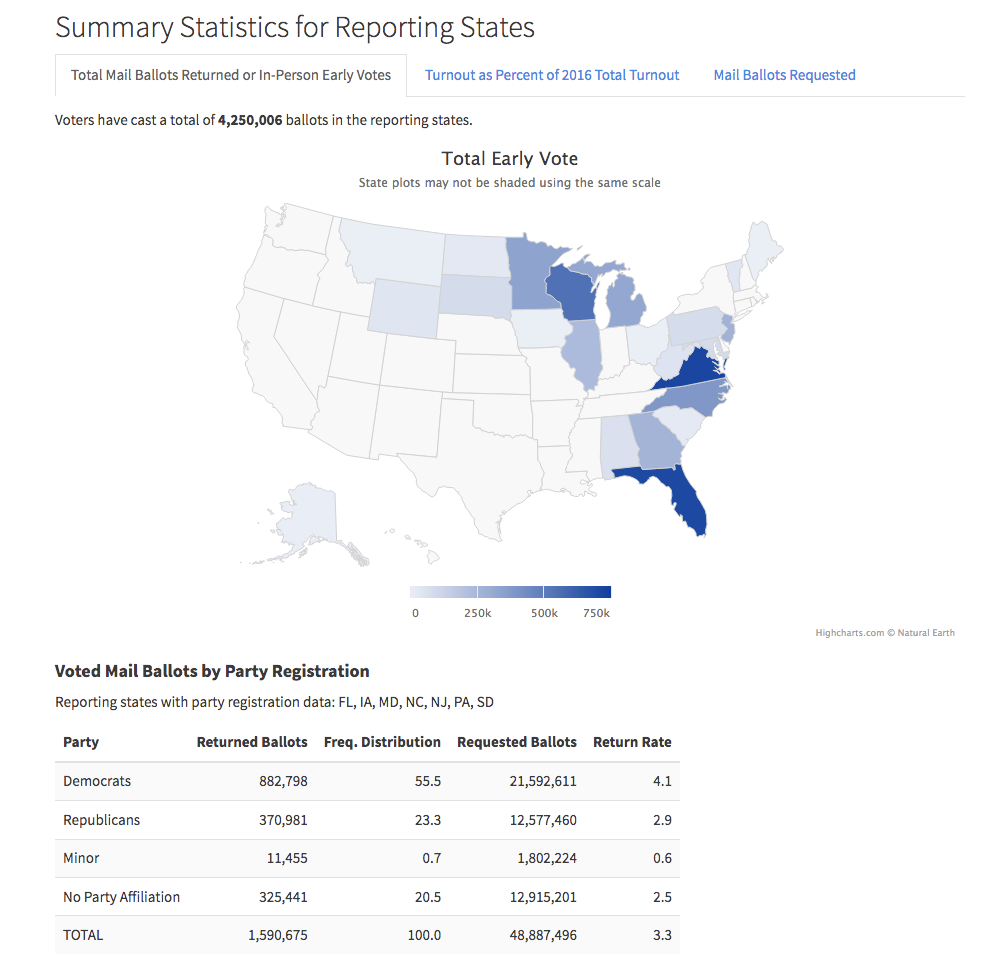 Summary Statistics for Reporting States
Total Mail Ballots Returned or In-Person Early Votes Turnout as Percent of 2016 Total Turnout Mail Ballots Requested
Voters have cast a total of 4,250,006 ballots in the reporting states.
Total Early Vote
State plots may not be shaded using the same scale
0 250k 500k 750k
Highcharts.com © Natural Earth
Voted Mail Ballots by Party Registration
Reporting states with party registration data: FL, IA, MD, NC, NJ, PA, SD
Party Returned Ballots Freq. Distribution Requested Ballots Return Rate
Democrats 882,798 55.5 21,592,611 4.1
Republicans 370,981 23.3 12,577,460 2.9
Minor 11,455 0.7 1,802,224 0.6
No Party Affiliation 325,441 20.5 12,915,201 2.5
TOTAL 1,590,675 100.0 48,887,496 3.3